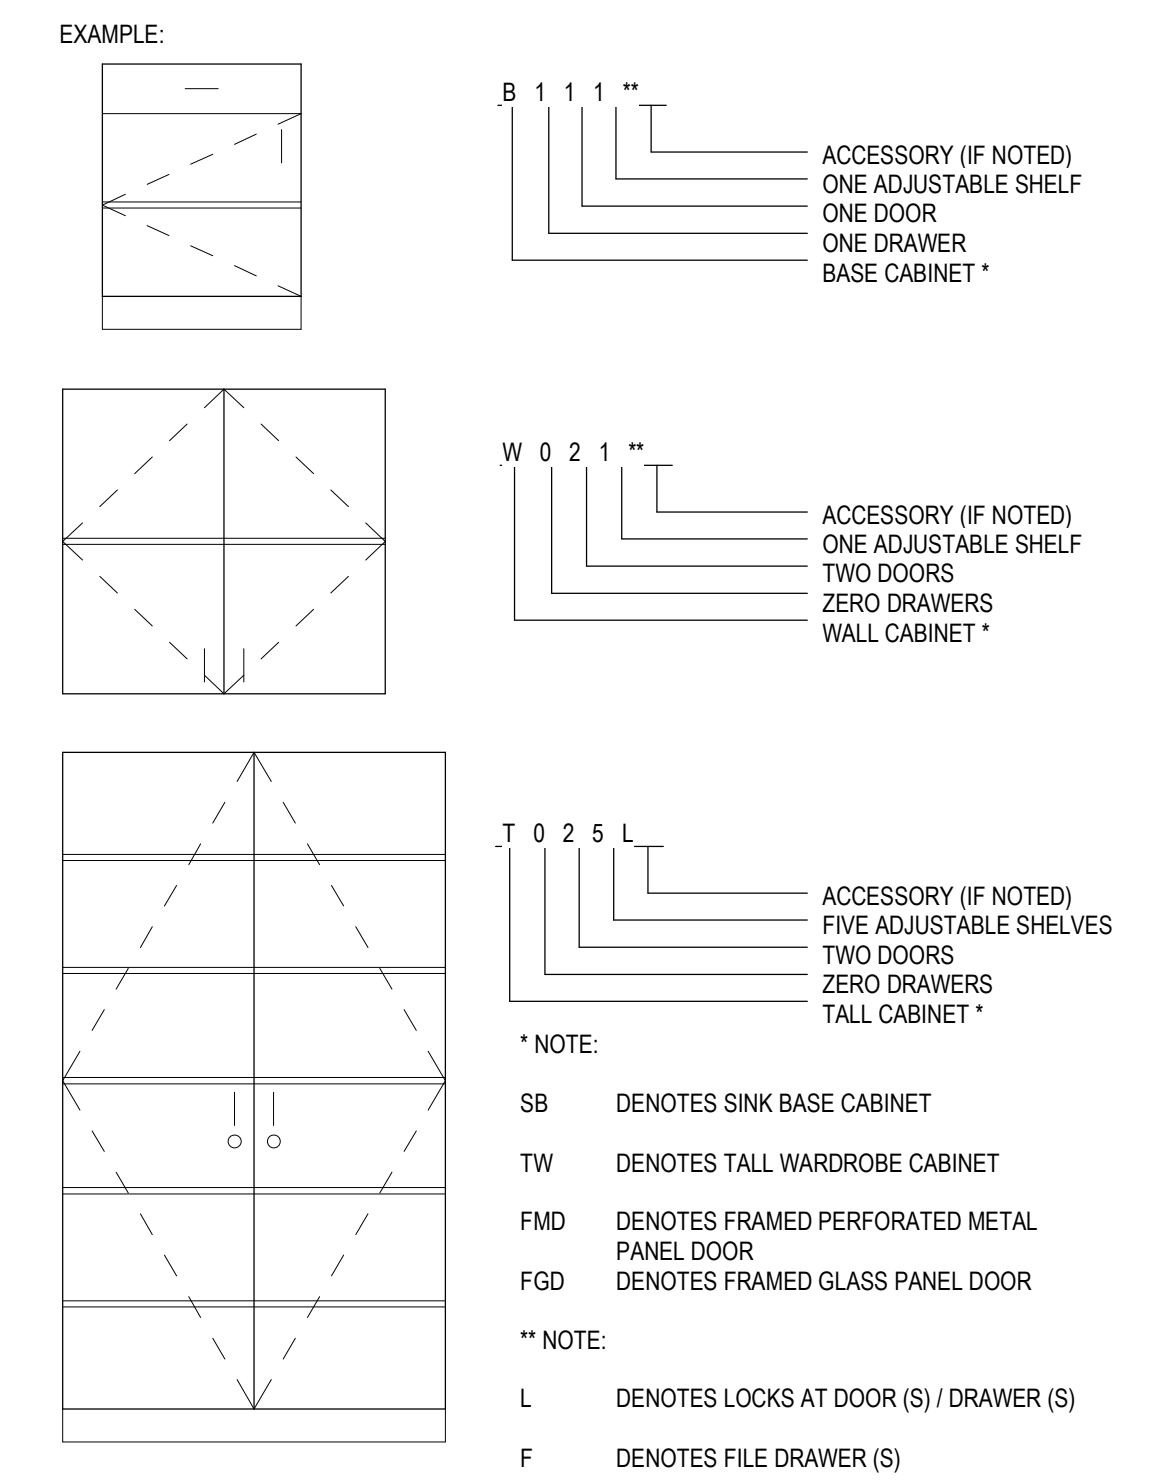 EXAMPLE:
B 1 1 1 **
ACCESSORY (IF NOTED)
ONE ADJUSTABLE SHELF
ONE DOOR
ONE DRAWER
BASE CABINET *
W 0 2 1 **
ACCESSORY (IF NOTED)
ONE ADJUSTABLE SHELF
TWO DOORS
ZERO DRAWERS
WALL CABINET *
T 0 2 5 L
ACCESSORY (IF NOTED)
FIVE ADJUSTABLE SHELVES
TWO DOORS
ZERO DRAWERS
TALL CABINET *
* NOTE:
SB DENOTES SINK BASE CABINET
TW DENOTES TALL WARDROBE CABINET
FMD DENOTES FRAMED PERFORATED METAL
PANEL DOOR
FGD DENOTES FRAMED GLASS PANEL DOOR
** NOTE:
L DENOTES LOCKS AT DOOR (S) / DRAWER (S)
F DENOTES FILE DRAWER (S)